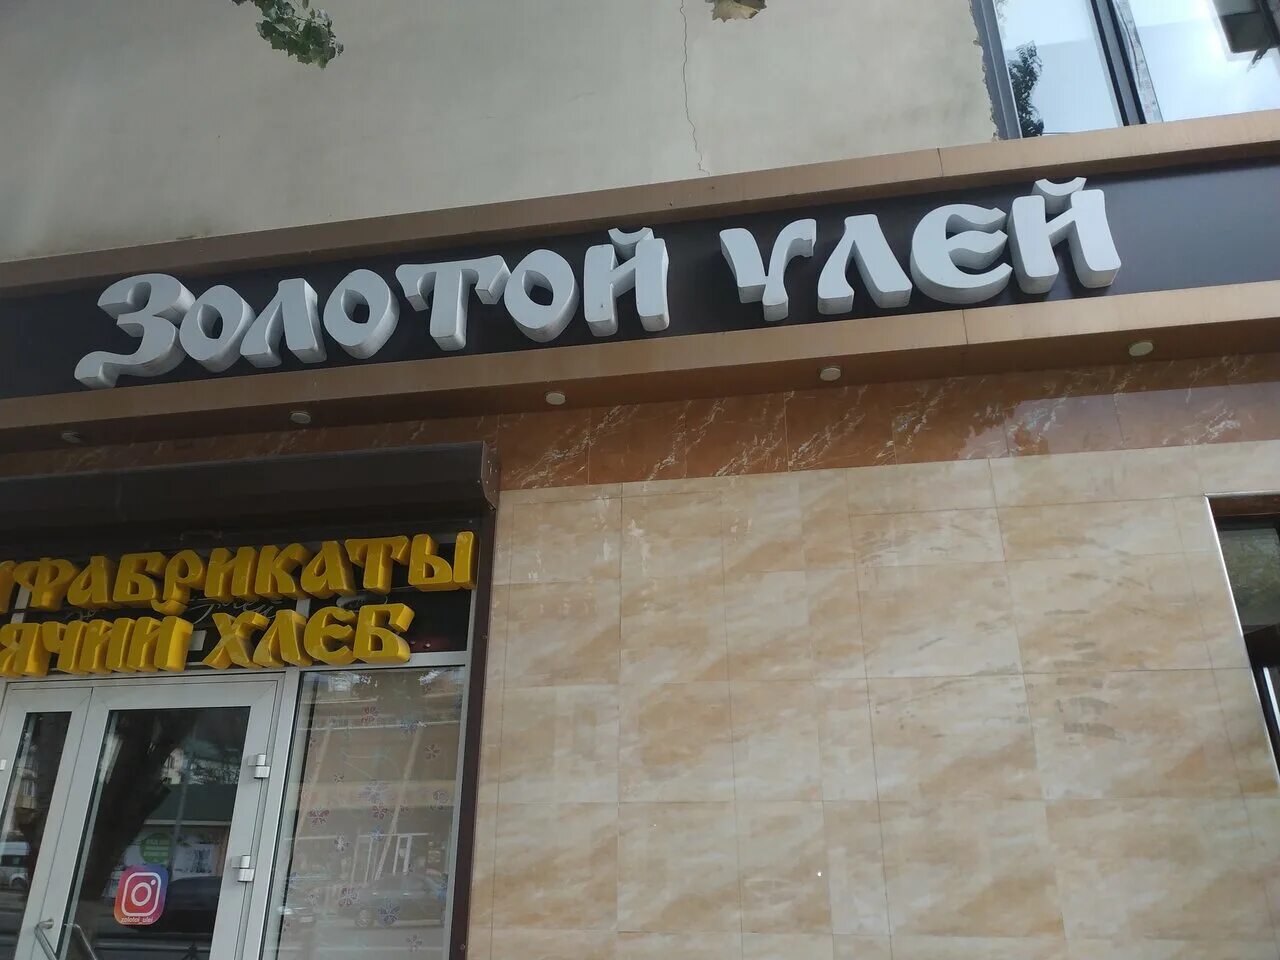 Золотой улей
фабрикаты
ячий хлеб
zolotoi_ulei